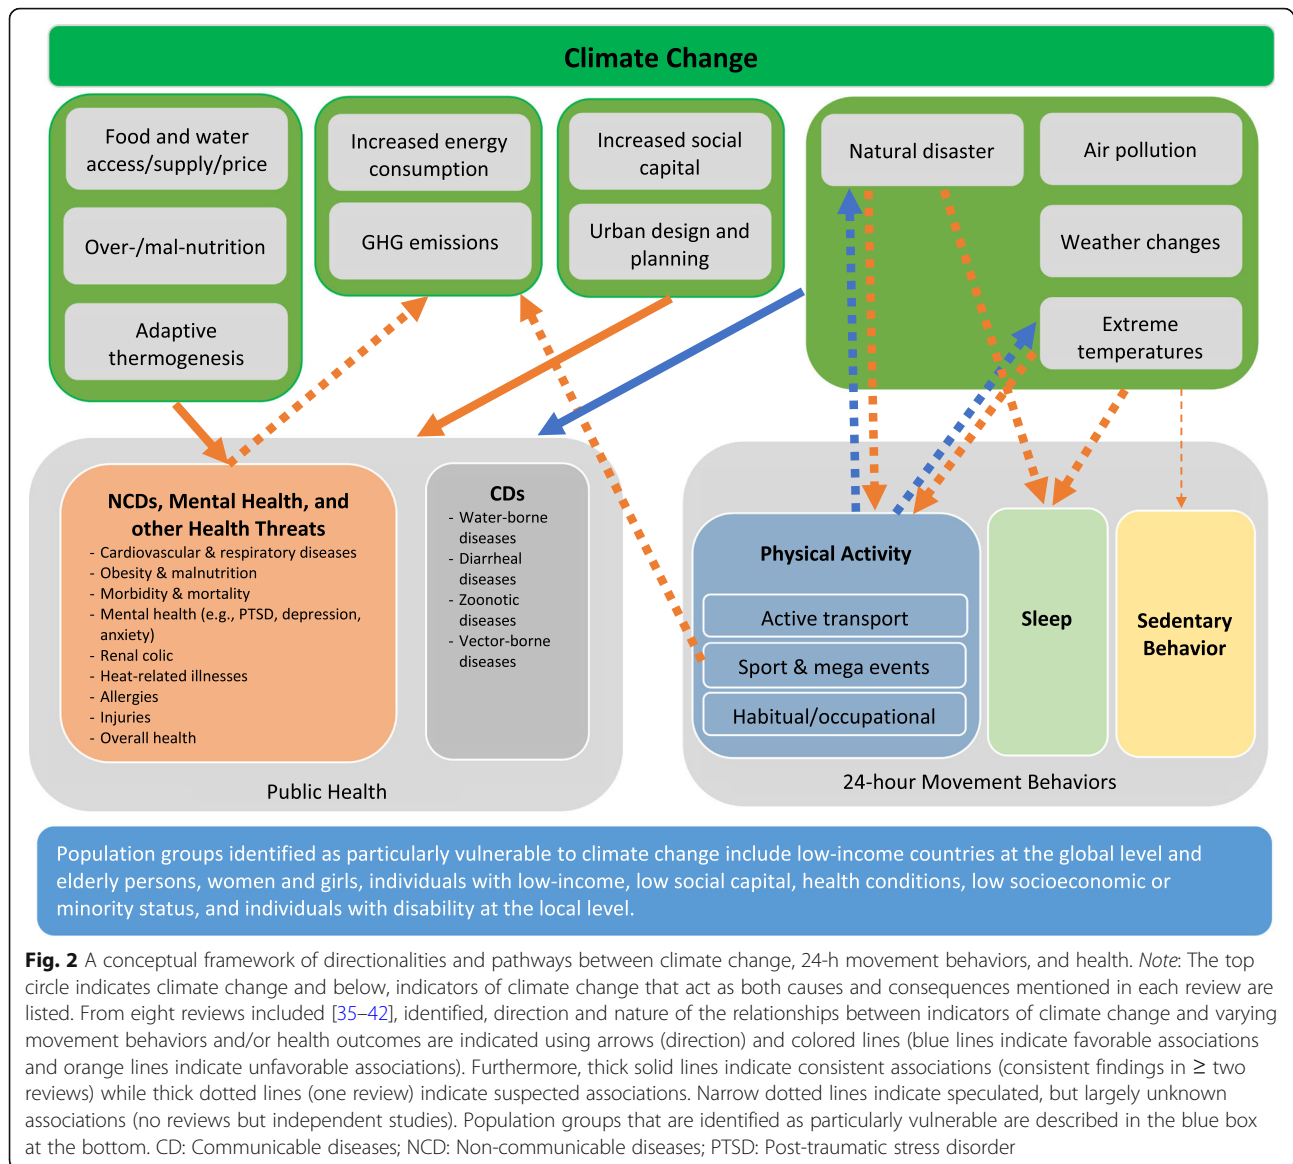 Climate Change
Food and water
access/supply/price
Over-/mal-nutrition
Adaptive
thermogenesis
Increased energy
consumption
GHG emissions
Increased social
capital
Urban design and
planning
Natural disaster
Air pollution
Weather changes
Extreme
temperatures
NCDs, Mental Health, and
other Health Threats
- Cardiovascular & respiratory diseases
- Obesity & malnutrition
- Morbidity & mortality
- Mental health (e.g., PTSD, depression,
anxiety)
- Renal colic
- Heat-related illnesses
- Allergies
- Injuries
- Overall health
CDs
- Water-borne
diseases
- Diarrheal
diseases
- Zoonotic
diseases
- Vector-borne
diseases
Public Health
Physical Activity
Active transport
Sport & mega events
Habitual/occupational
Sleep
Sedentary
Behavior
24-hour Movement Behaviors
Population groups identified as particularly vulnerable to climate change include low-income countries at the global level and
elderly persons, women and girls, individuals with low-income, low social capital, health conditions, low socioeconomic or
minority status, and individuals with disability at the local level.
Fig. 2 A conceptual framework of directionalities and pathways between climate change, 24-h movement behaviors, and health. Note: The top
circle indicates climate change and below, indicators of climate change that act as both causes and consequences mentioned in each review are
listed. From eight reviews included [35–42], identified, direction and nature of the relationships between indicators of climate change and varying
movement behaviors and/or health outcomes are indicated using arrows (direction) and colored lines (blue lines indicate favorable associations
and orange lines indicate unfavorable associations). Furthermore, thick solid lines indicate consistent associations (consistent findings in ≥ two
reviews) while thick dotted lines (one review) indicate suspected associations. Narrow dotted lines indicate speculated, but largely unknown
associations (no reviews but independent studies). Population groups that are identified as particularly vulnerable are described in the blue box
at the bottom. CD: Communicable diseases; NCD: Non-communicable diseases; PTSD: Post-traumatic stress disorder